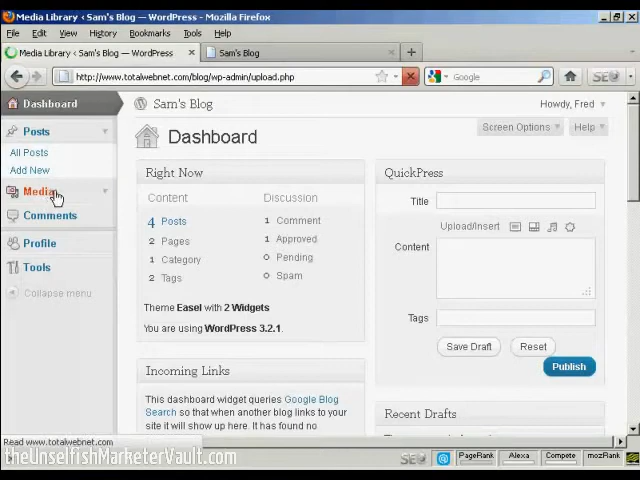 Media Library ‹ Sam's Blog — WordPress - Mozilla Firefox
File Edit View History Bookmarks Tools Help
Media Library ‹ Sam's Blog — WordPress × Sam's Blog × +
http://www.totalwebnet.com/blog/wp-admin/upload.php Google
Dashboard
Posts
All Posts
Add New
Media
Comments
Profile
Tools
Collapse menu
Sam's Blog Howdy, Fred
Dashboard Screen Options Help
Right Now
Content Discussion
4 Posts 1 Comment
2 Pages 1 Approved
1 Category 0 Pending
2 Tags 0 Spam
Theme Easel with 2 Widgets
You are using WordPress 3.2.1.
Incoming Links
This dashboard widget queries Google Blog
Search so that when another blog links to your
site it will show up here. It has found no
QuickPress
Title
Upload/Insert
Content
Tags
Save Draft Reset
Publish
Recent Drafts
Read www.totalwebnet.com
theUnselfishMarketerVault.com
PageRank Alexa Compete mozRank